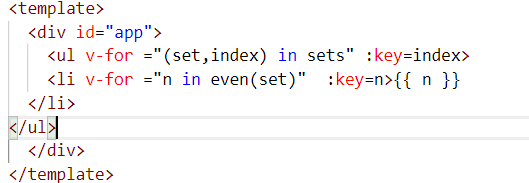 <template>
<div id="app">
<ul v-for ="(set,index) in sets" :key=index>
<li v-for ="n in even(set)"  :key=n>{{ n }}
</li>
</ul>
</div>
</template>